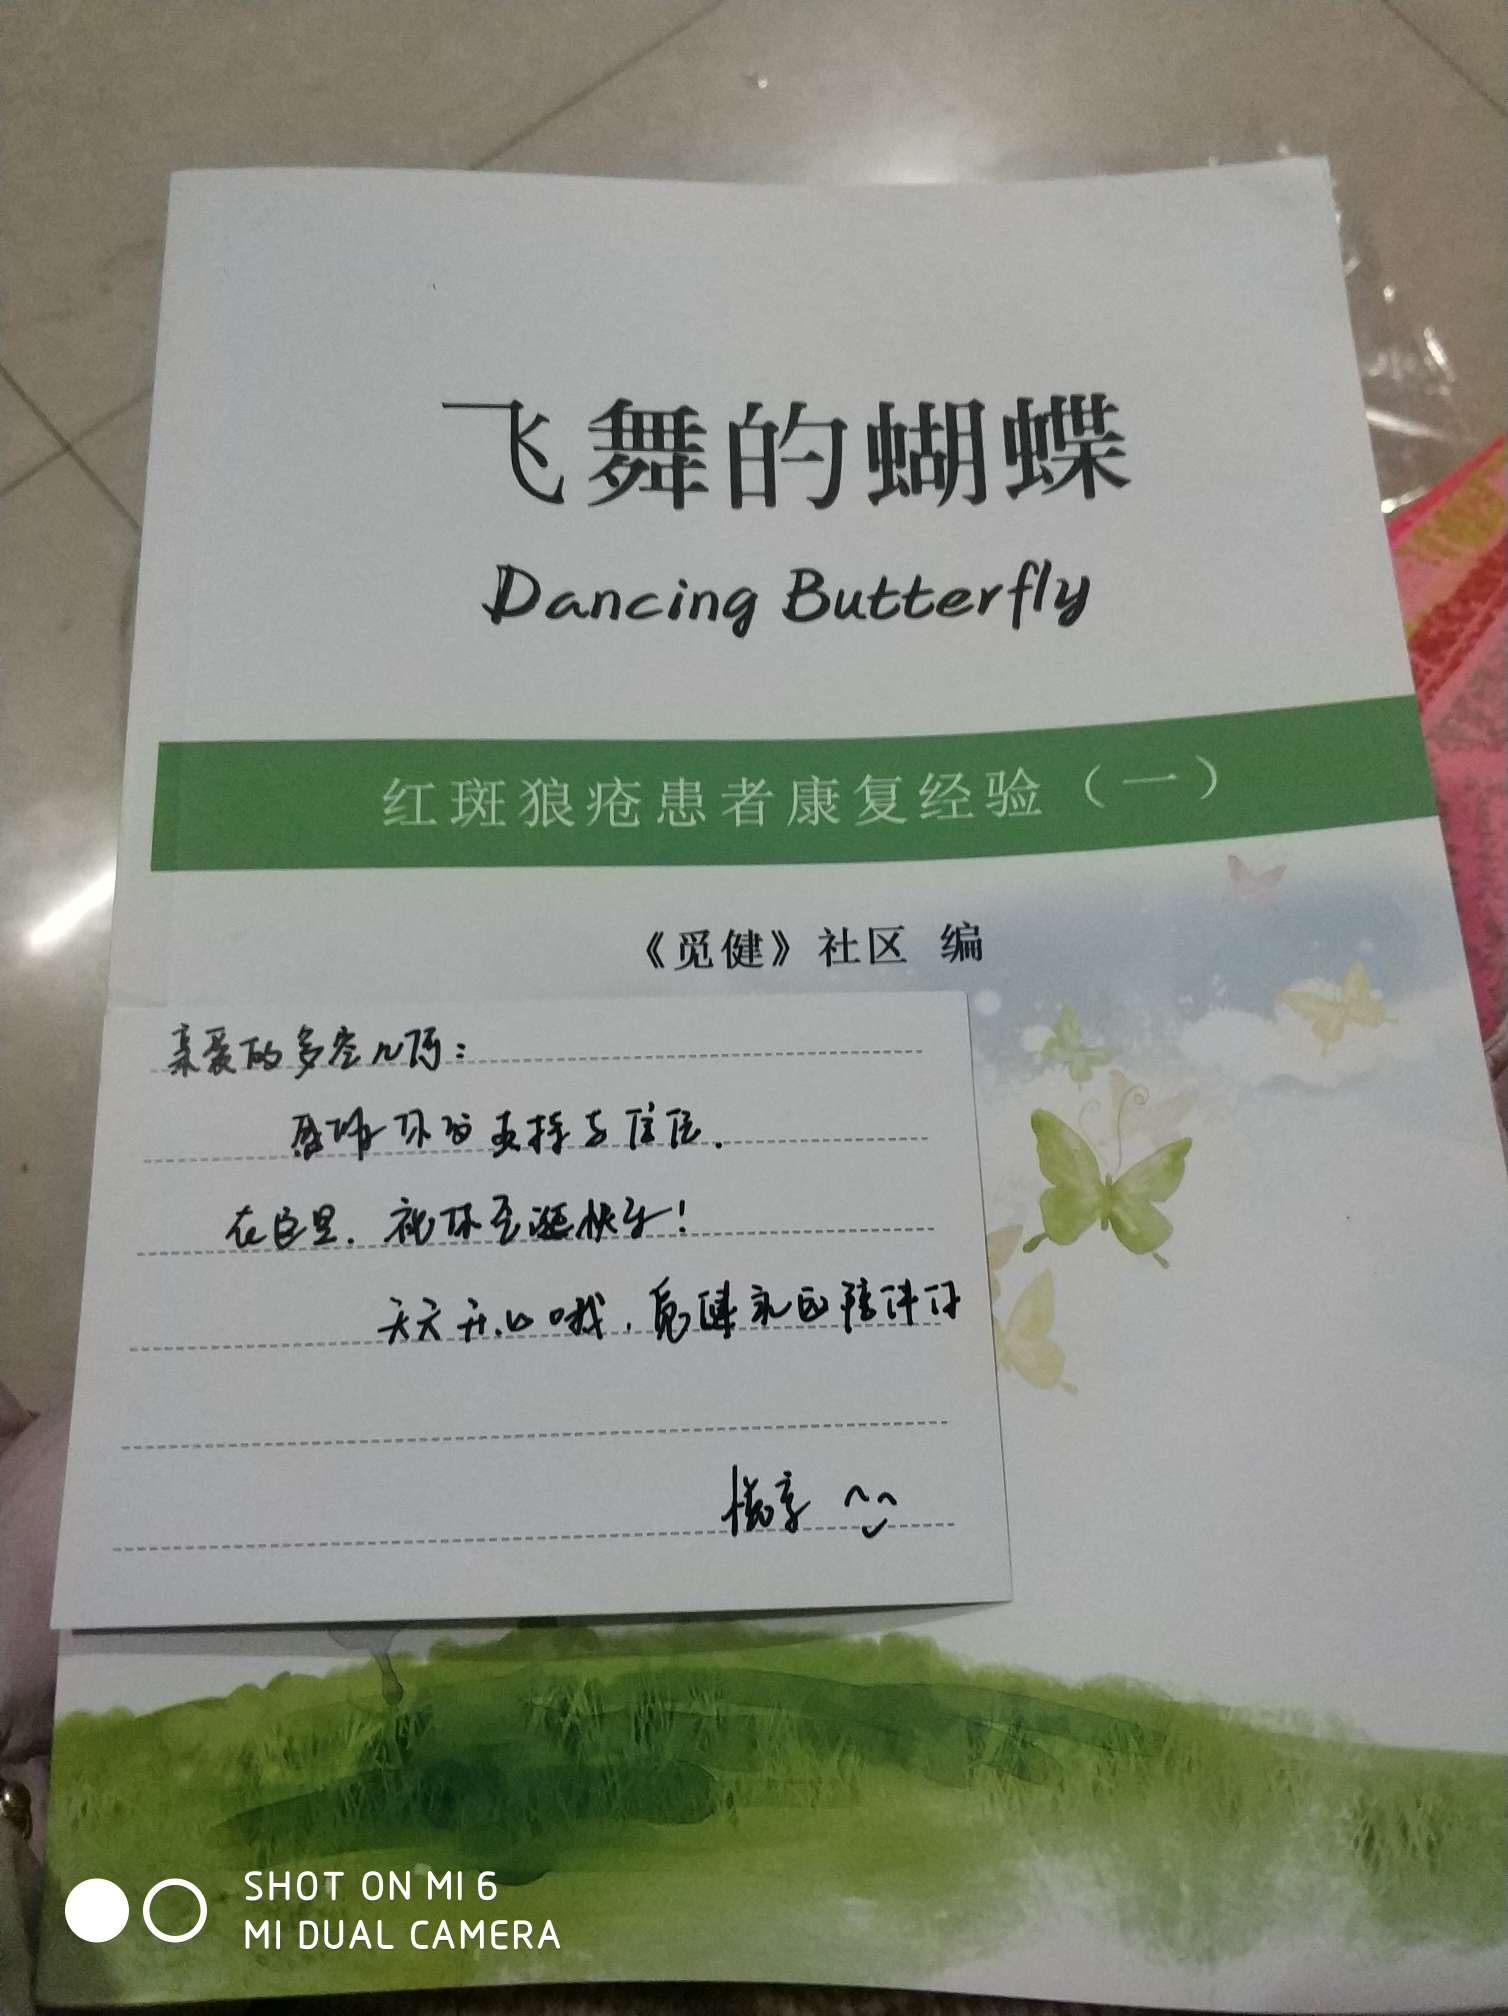 飞舞的蝴蝶
Dancing Butterfly
红斑狼疮患者康复经验（一）
《觅健》社区 编
亲爱的多定儿阿：
感谢你的支持与信任.
在这里.祝你圣诞快乐!
天天开心哦,觅健永远陪伴你
SHOT ON MI 6
MI DUAL CAMERA